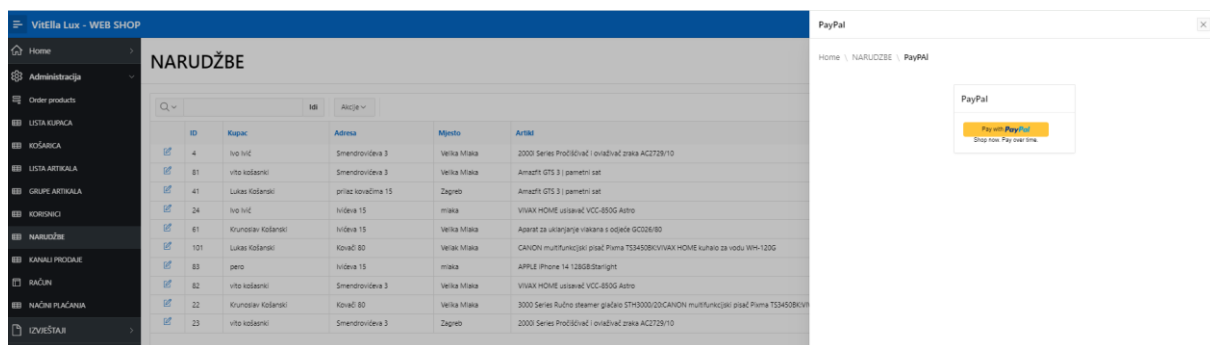 VitElla Lux - WEB SHOP
Home
Administracija
Order products
LISTA KUPACA
KOŠARICA
LISTA ARTIKALA
GRUPE ARTIKALA
KORISNICI
NARUDŽBE
KANALI PRODAJE
RAČUN
NAČINI PLAĆANJA
IZVJEŠTAJI
NARUDŽBE
Idi Akcije
ID Kupac Adresa Mjesto Artikl
4 Ivo Ivić Smendrovićeva 3 Velika Mlaka 2000i Series Pročišćivač i ovlaživač zraka AC2729/10
81 vito košasnki Smendrovićeva 3 Velika Mlaka Amazfit GTS 3 | pametni sat
41 Lukas Košanski prilaz kovačima 15 Zagreb Amazfit GTS 3 | pametni sat
24 Ivo Ivić Ivićeva 15 mlaka VIVAX HOME usisavač VCC-850G Astro
61 Krunoslav Košanski Ivićeva 15 Velika Mlaka Aparat za uklanjanje vlakana s odjeće GC026/80
101 Lukas Košanski Kovači 80 Veliak Mlaka CANON multifunkcijski pisač Pixma TS3450BK:VIVAX HOME kuhalo za vodu WH-120G
83 pero Ivićeva 15 mlaka APPLE iPhone 14 128GB:Starlight
82 vito košasnki Smendrovićeva 3 Velika Mlaka VIVAX HOME usisavač VCC-850G Astro
22 Krunoslav Košanski Kovači 80 Velika Mlaka 3000 Series Ručno steamer glačalo STH3000/20:CANON multifunkcijski pisač Pixma TS3450BK:VIV
23 vito košasnki Smendrovićeva 3 Zagreb 2000i Series Pročišćivač i ovlaživač zraka AC2729/10
PayPal
Home \ NARUDZBE \ PayPAl
PayPal
Pay with PayPal
Shop now. Pay over time.